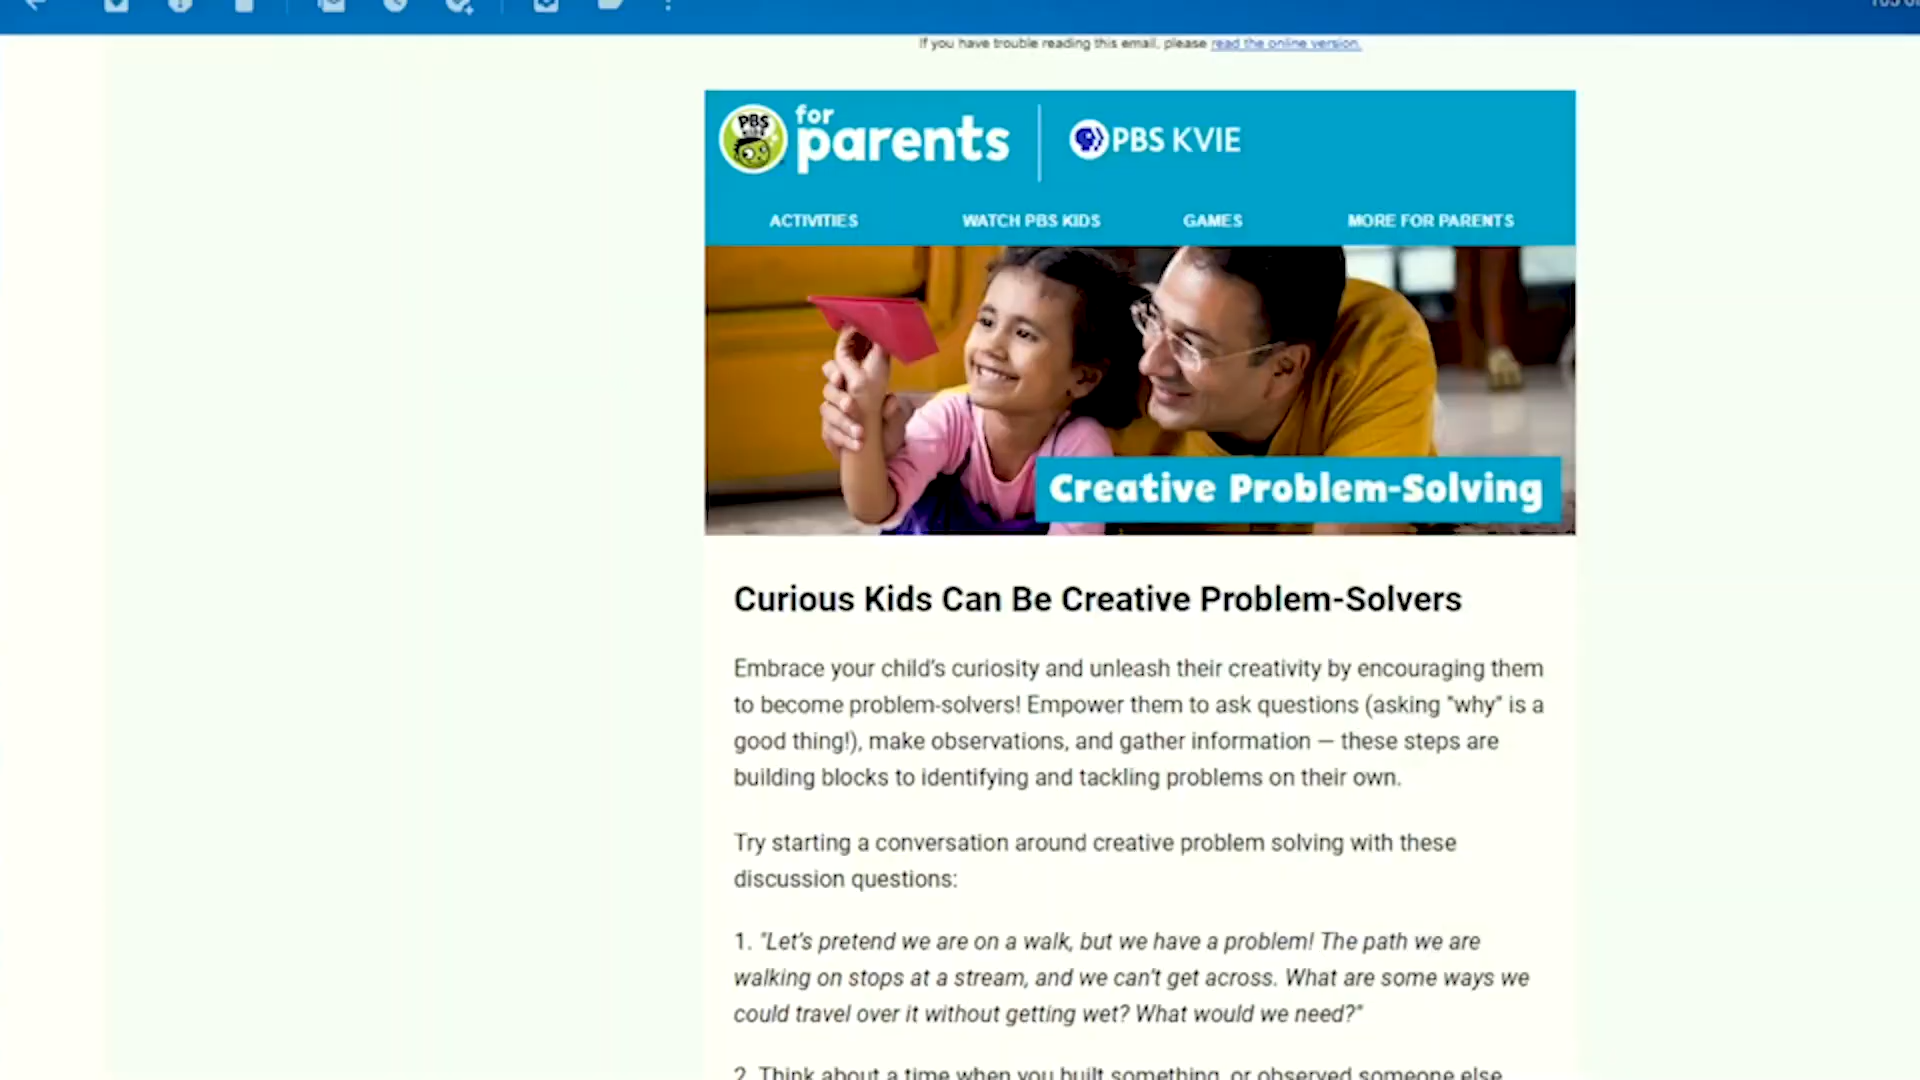 If you have trouble reading this email, please read the online version.
PBS
KIDS
for
parents
PBS KVIE
ACTIVITIES WATCH PBS KIDS GAMES MORE FOR PARENTS
Creative Problem-Solving
Curious Kids Can Be Creative Problem-Solvers
Embrace your child's curiosity and unleash their creativity by encouraging them
to become problem-solvers! Empower them to ask questions (asking "why" is a
good thing!), make observations, and gather information — these steps are
building blocks to identifying and tackling problems on their own.
Try starting a conversation around creative problem solving with these
discussion questions:
1. "Let's pretend we are on a walk, but we have a problem! The path we are
walking on stops at a stream, and we can't get across. What are some ways we
could travel over it without getting wet? What would we need?"
2. Think about a time when you built something, or observed someone else